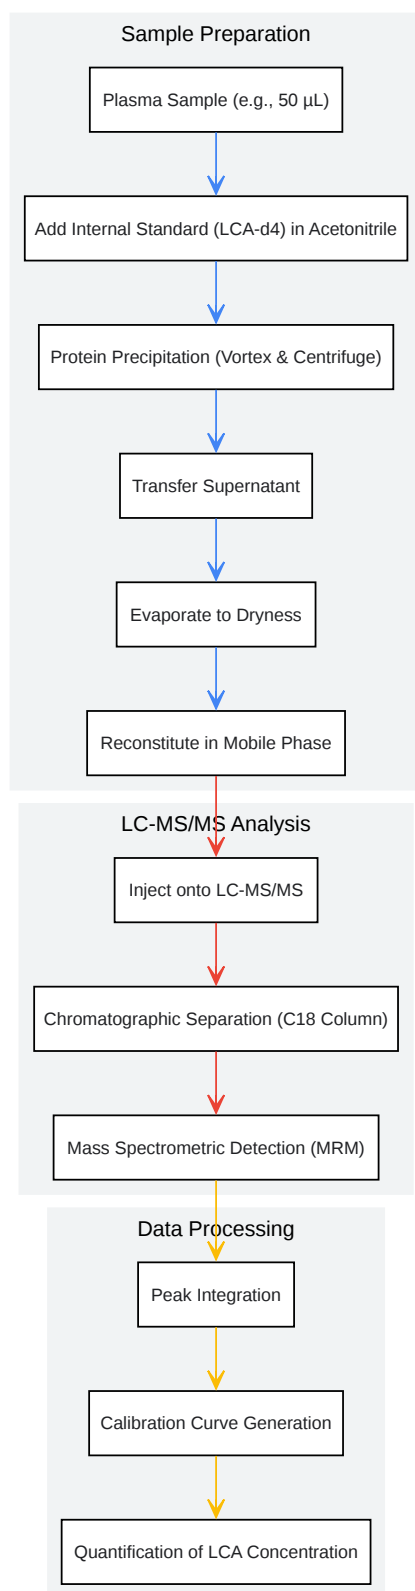 Sample Preparation
Plasma Sample (e.g., 50 µL)
Add Internal Standard (LCA-d4) in Acetonitrile
Protein Precipitation (Vortex & Centrifuge)
Transfer Supernatant
Evaporate to Dryness
Reconstitute in Mobile Phase
LC-MS/MS Analysis
Inject onto LC-MS/MS
Chromatographic Separation (C18 Column)
Mass Spectrometric Detection (MRM)
Data Processing
Peak Integration
Calibration Curve Generation
Quantification of LCA Concentration